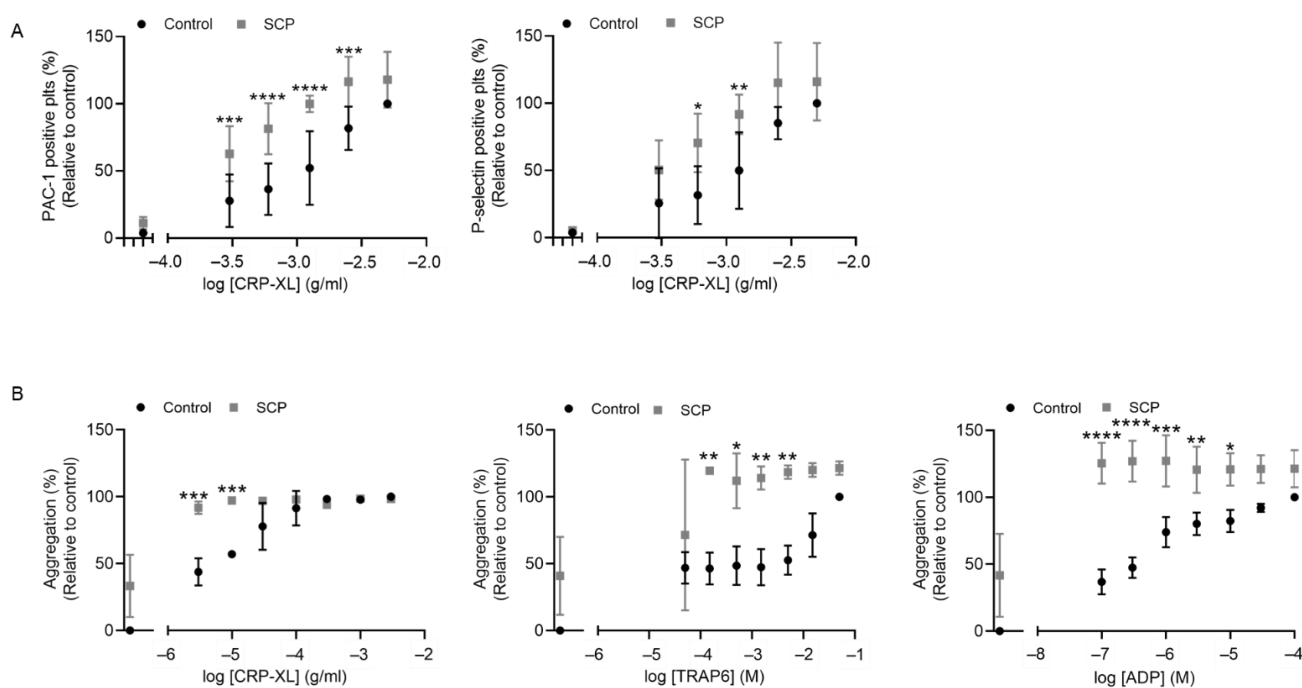 A
Control SCP
PAC-1 positive plts (%)
(Relative to control)
150
100
50
0
*** **** **** ***
–4.0 –3.5 –3.0 –2.5 –2.0
log [CRP-XL] (g/ml)
Control SCP
P-selectin positive plts (%)
(Relative to control)
150
100
50
0
* **
–4.0 –3.5 –3.0 –2.5 –2.0
log [CRP-XL] (g/ml)
B
Control SCP
Aggregation (%)
(Relative to control)
150
100
50
0
*** ***
–6 –5 –4 –3 –2
log [CRP-XL] (g/ml)
Control SCP
Aggregation (%)
(Relative to control)
150
100
50
0
** * ** **
–6 –5 –4 –3 –2 –1
log [TRAP6] (M)
Control SCP
Aggregation (%)
(Relative to control)
150
100
50
0
**** **** *** ** *
–8 –7 –6 –5 –4
log [ADP] (M)